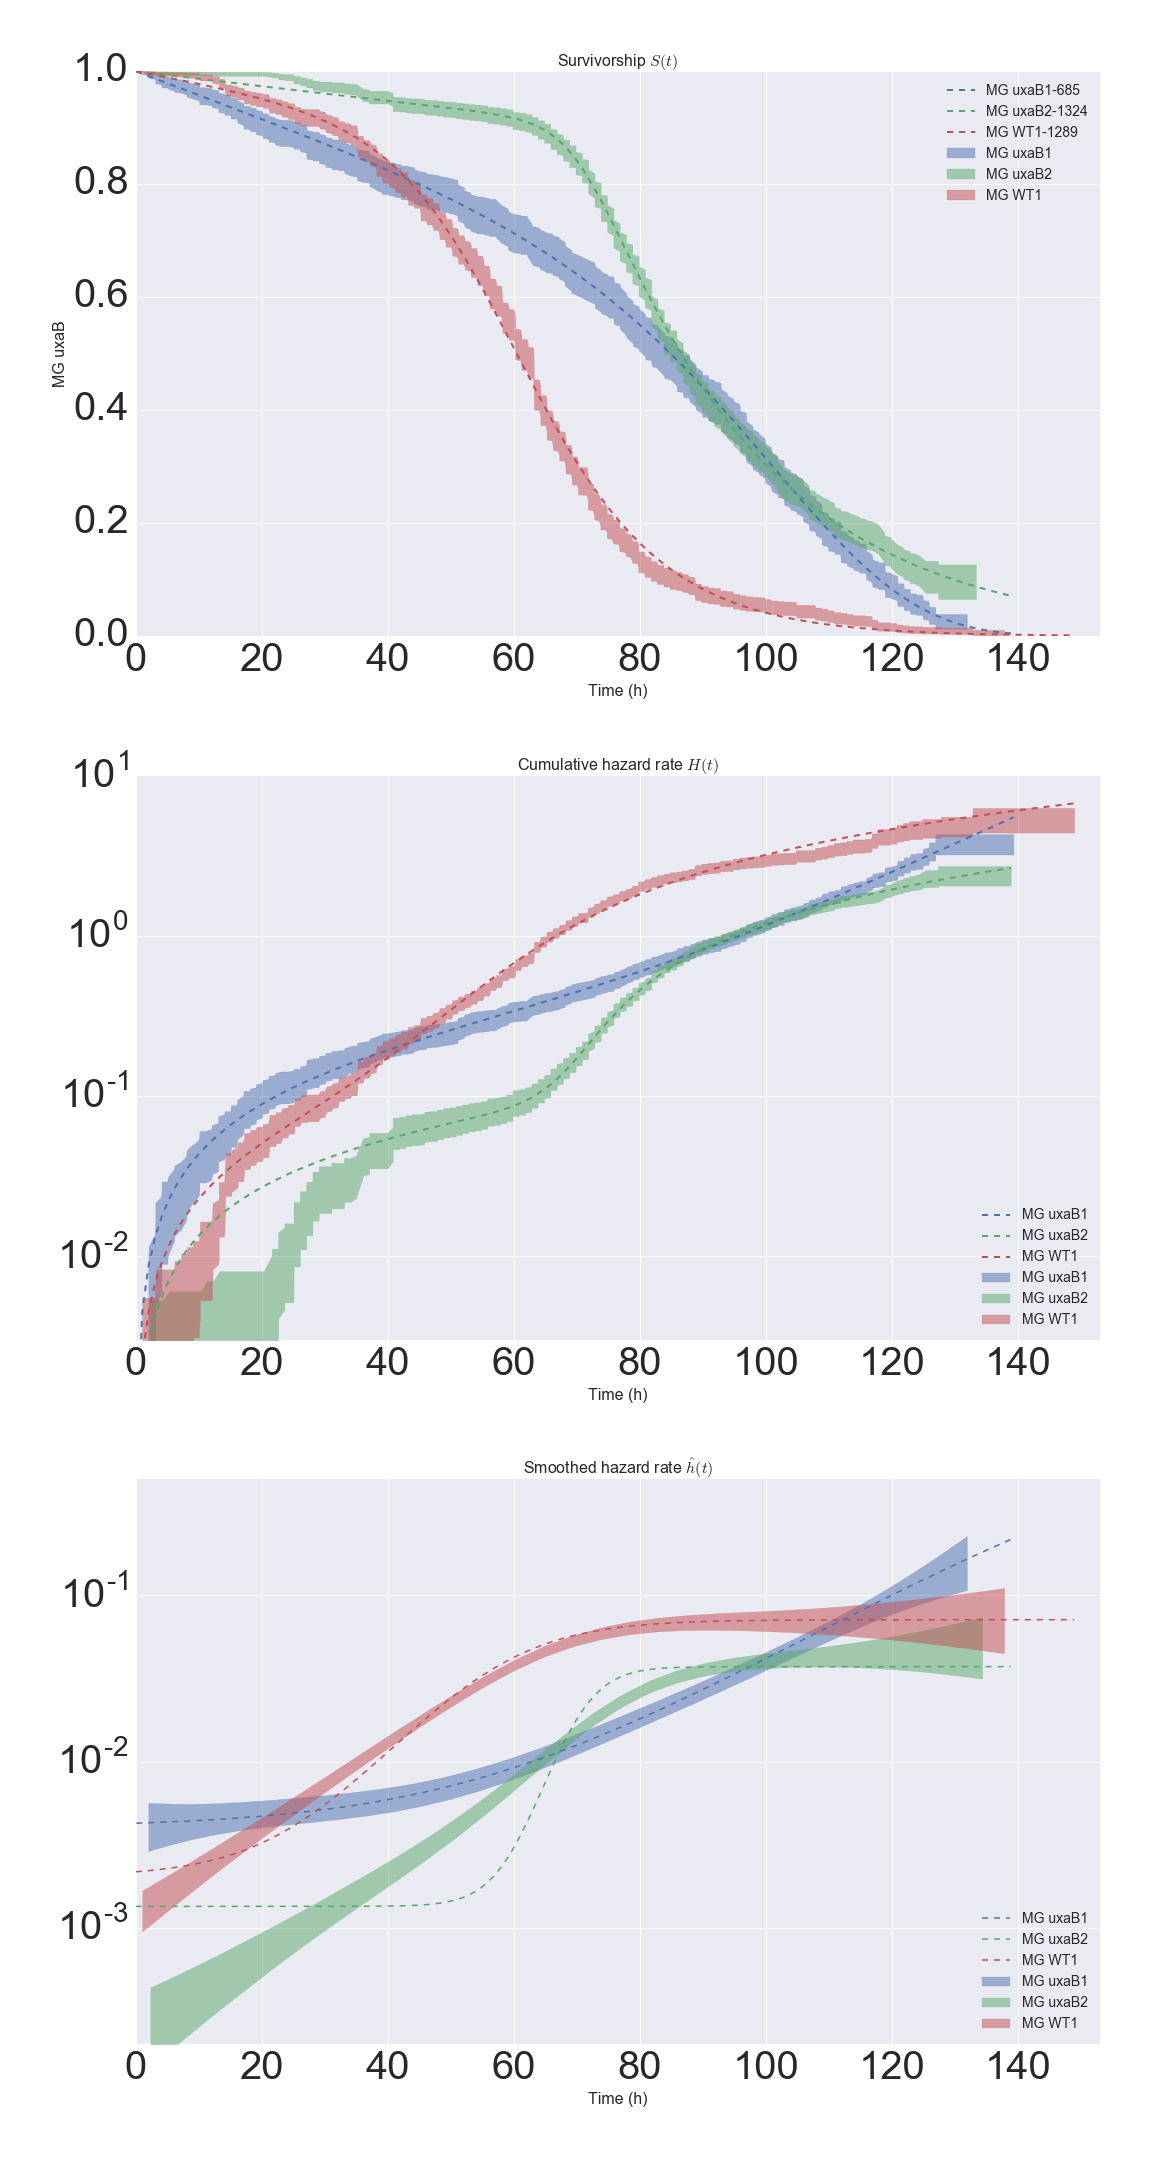 Survivorship S(t)
1.0
0.8
0.6
0.4
0.2
0.0
MG uxaB
MG uxaB1-685
MG uxaB2-1324
MG WT1-1289
MG uxaB1
MG uxaB2
MG WT1
0 20 40 60 80 100 120 140
Time (h)
Cumulative hazard rate H(t)
10^1
10^0
10^-1
10^-2
MG uxaB1
MG uxaB2
MG WT1
MG uxaB1
MG uxaB2
MG WT1
0 20 40 60 80 100 120 140
Time (h)
Smoothed hazard rate ĥ(t)
10^-1
10^-2
10^-3
MG uxaB1
MG uxaB2
MG WT1
MG uxaB1
MG uxaB2
MG WT1
0 20 40 60 80 100 120 140
Time (h)